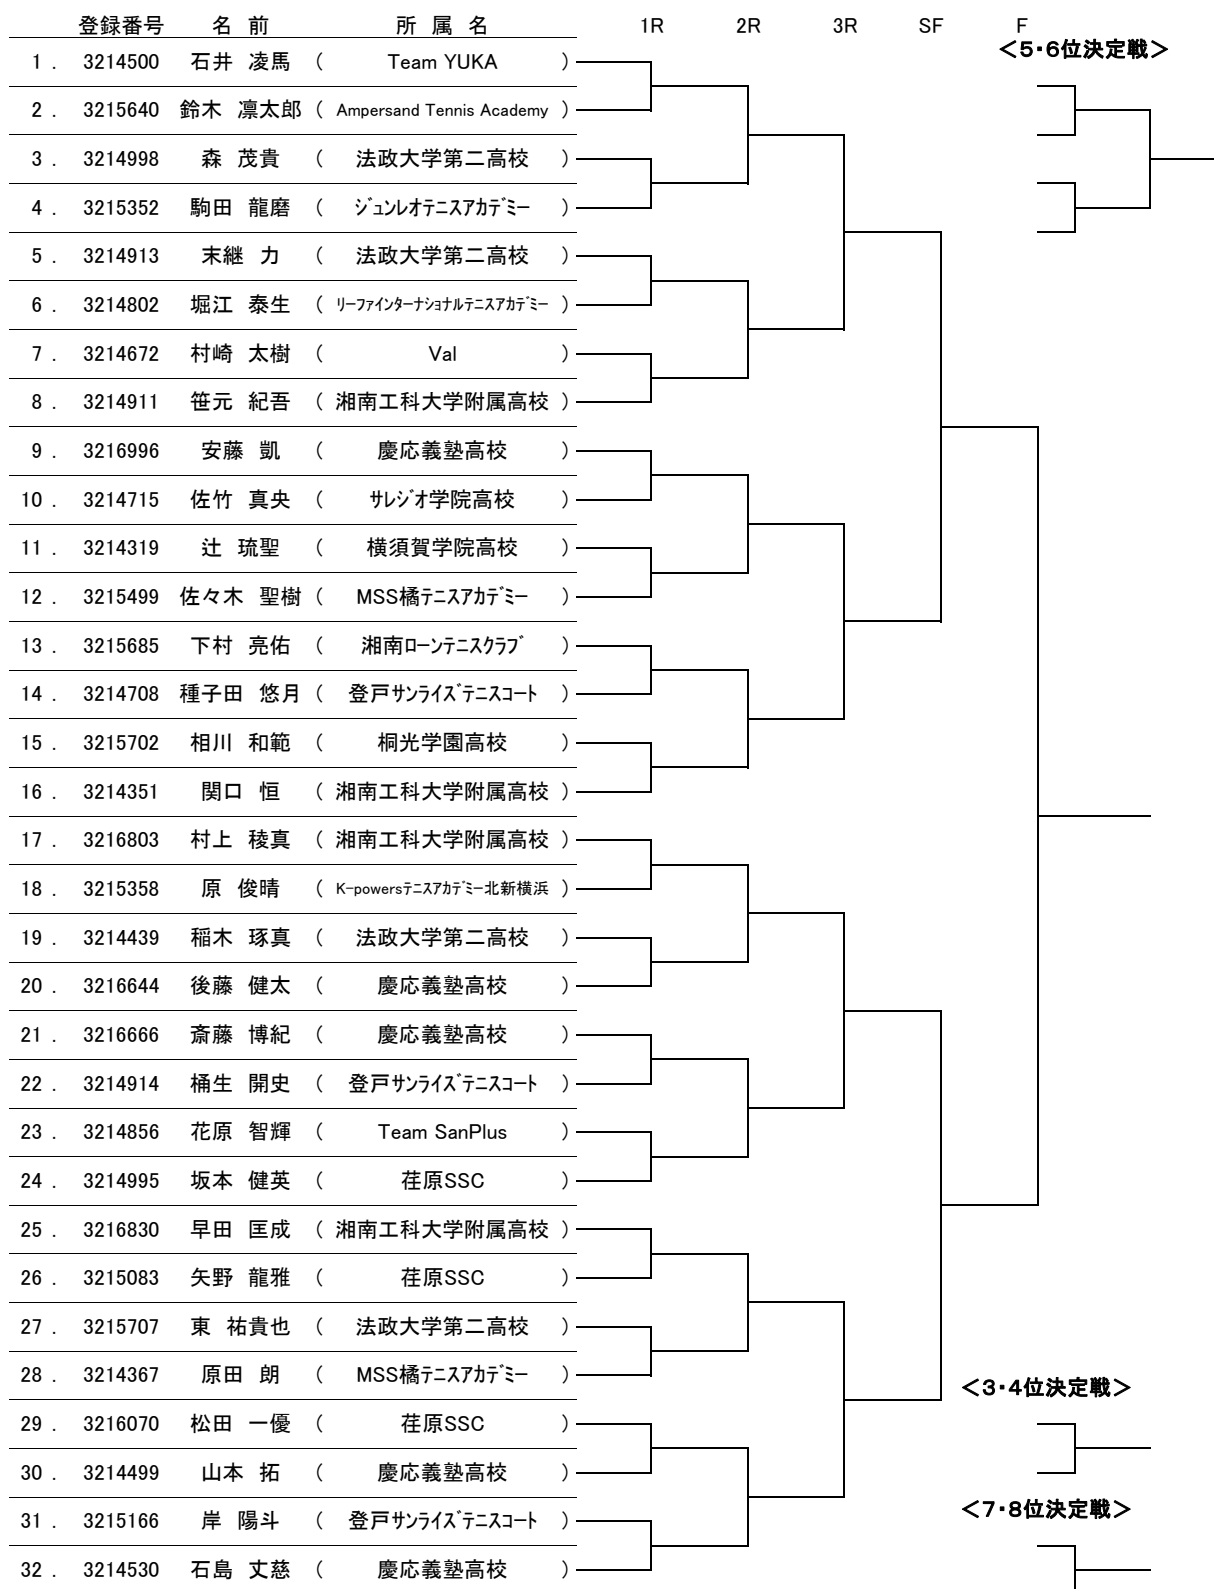 登録番号 名 前 所 属 名 1R 2R 3R SF F
＜5・6位決定戦＞
1 . 3214500 石井 凌馬 ( Team YUKA )
2 . 3215640 鈴木 凛太郎 ( Ampersand Tennis Academy )
3 . 3214998 森 茂貴 ( 法政大学第二高校 )
4 . 3215352 駒田 龍磨 ( ｼﾞｭﾝﾚｵテニスｱｶﾃﾞﾐｰ )
5 . 3214913 末継 力 ( 法政大学第二高校 )
6 . 3214802 堀江 泰生 ( ﾘｰﾌｧｲﾝﾀｰﾅｼｮﾅﾙﾃﾆｽｱｶﾃﾞﾐｰ )
7 . 3214672 村崎 太樹 ( Val )
8 . 3214911 笹元 紀吾 ( 湘南工科大学附属高校 )
9 . 3216996 安藤 凱 ( 慶応義塾高校 )
10 . 3214715 佐竹 真央 ( ｻﾚｼﾞｵ学院高校 )
11 . 3214319 辻 琉聖 ( 横須賀学院高校 )
12 . 3215499 佐々木 聖樹 ( MSS橘ﾃﾆｽｱｶﾃﾞﾐｰ )
13 . 3215685 下村 亮佑 ( 湘南ﾛｰﾝﾃﾆｽｸﾗﾌﾞ )
14 . 3214708 種子田 悠月 ( 登戸ｻﾝﾗｲｽﾞﾃﾆｽｺｰﾄ )
15 . 3215702 相川 和範 ( 桐光学園高校 )
16 . 3214351 関口 恒 ( 湘南工科大学附属高校 )
17 . 3216803 村上 稜真 ( 湘南工科大学附属高校 )
18 . 3215358 原 俊晴 ( K-powersﾃﾆｽｱｶﾃﾞﾐｰ北新横浜 )
19 . 3214439 稲木 琢真 ( 法政大学第二高校 )
20 . 3216644 後藤 健太 ( 慶応義塾高校 )
21 . 3216666 斎藤 博紀 ( 慶応義塾高校 )
22 . 3214914 桶生 開史 ( 登戸ｻﾝﾗｲｽﾞﾃﾆｽｺｰﾄ )
23 . 3214856 花原 智輝 ( Team SanPlus )
24 . 3214995 坂本 健英 ( 荏原SSC )
25 . 3216830 早田 匡成 ( 湘南工科大学附属高校 )
26 . 3215083 矢野 龍雅 ( 荏原SSC )
27 . 3215707 東 祐貴也 ( 法政大学第二高校 )
28 . 3214367 原田 朗 ( MSS橘ﾃﾆｽｱｶﾃﾞﾐｰ )
＜3・4位決定戦＞
29 . 3216070 松田 一優 ( 荏原SSC )
30 . 3214499 山本 拓 ( 慶応義塾高校 )
＜7・8位決定戦＞
31 . 3215166 岸 陽斗 ( 登戸ｻﾝﾗｲｽﾞﾃﾆｽｺｰﾄ )
32 . 3214530 石島 丈慈 ( 慶応義塾高校 )